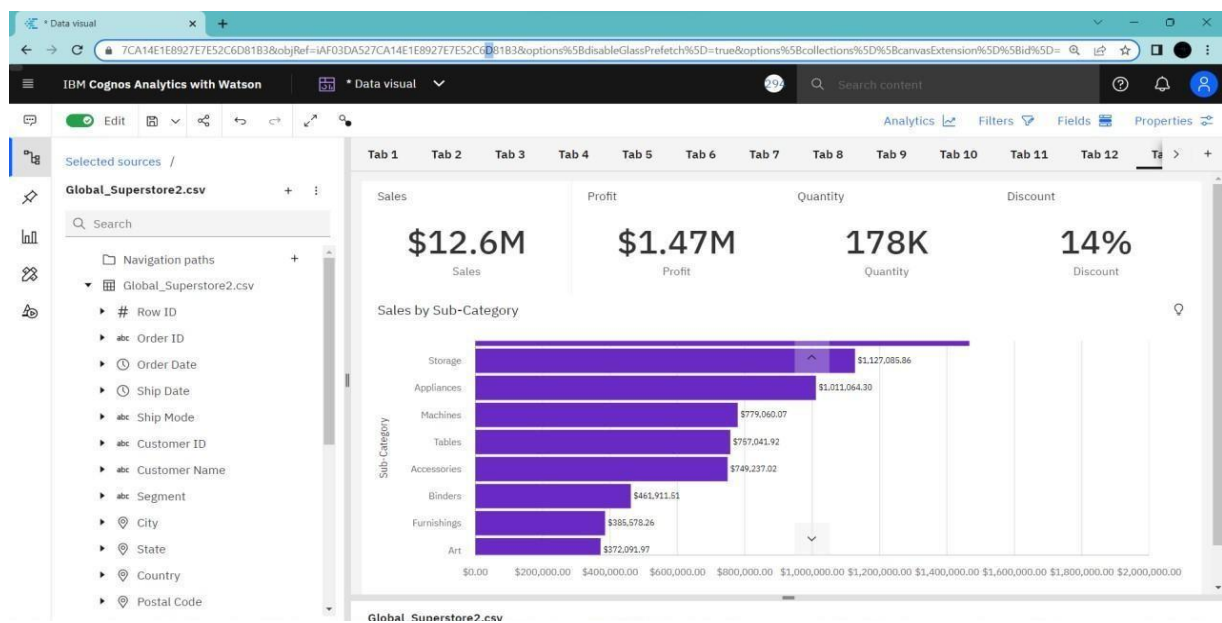 * Data visual
7CA14E1E8927E7E52C6D81B3&objRef=iAF03DA527CA14E1E8927E7E52C6D81B3&options%5BdisableGlassPrefetch%5D=true&options%5Bcollections%5D%5BcanvasExtension%5D%5Bid%5D=
IBM Cognos Analytics with Watson
* Data visual
294
Search content
Edit
Analytics
Filters
Fields
Properties
Selected sources /
Global_Superstore2.csv
Search
Navigation paths
Global_Superstore2.csv
# Row ID
abc Order ID
Order Date
Ship Date
abc Ship Mode
abc Customer ID
abc Customer Name
abc Segment
City
State
Country
Postal Code
Tab 1 Tab 2 Tab 3 Tab 4 Tab 5 Tab 6 Tab 7 Tab 8 Tab 9 Tab 10 Tab 11 Tab 12 Ta
Sales Profit Quantity Discount
$12.6M $1.47M 178K 14%
Sales Profit Quantity Discount
Sales by Sub-Category
Sub-Category
Storage $1,127,085.86
Appliances $1,011,064.30
Machines $779,060.07
Tables $757,041.92
Accessories $749,237.02
Binders $461,911.51
Furnishings $385,578.26
Art $372,091.97
$0.00 $200,000.00 $400,000.00 $600,000.00 $800,000.00 $1,000,000.00 $1,200,000.00 $1,400,000.00 $1,600,000.00 $1,800,000.00 $2,000,000.00
Global_Superstore2.csv